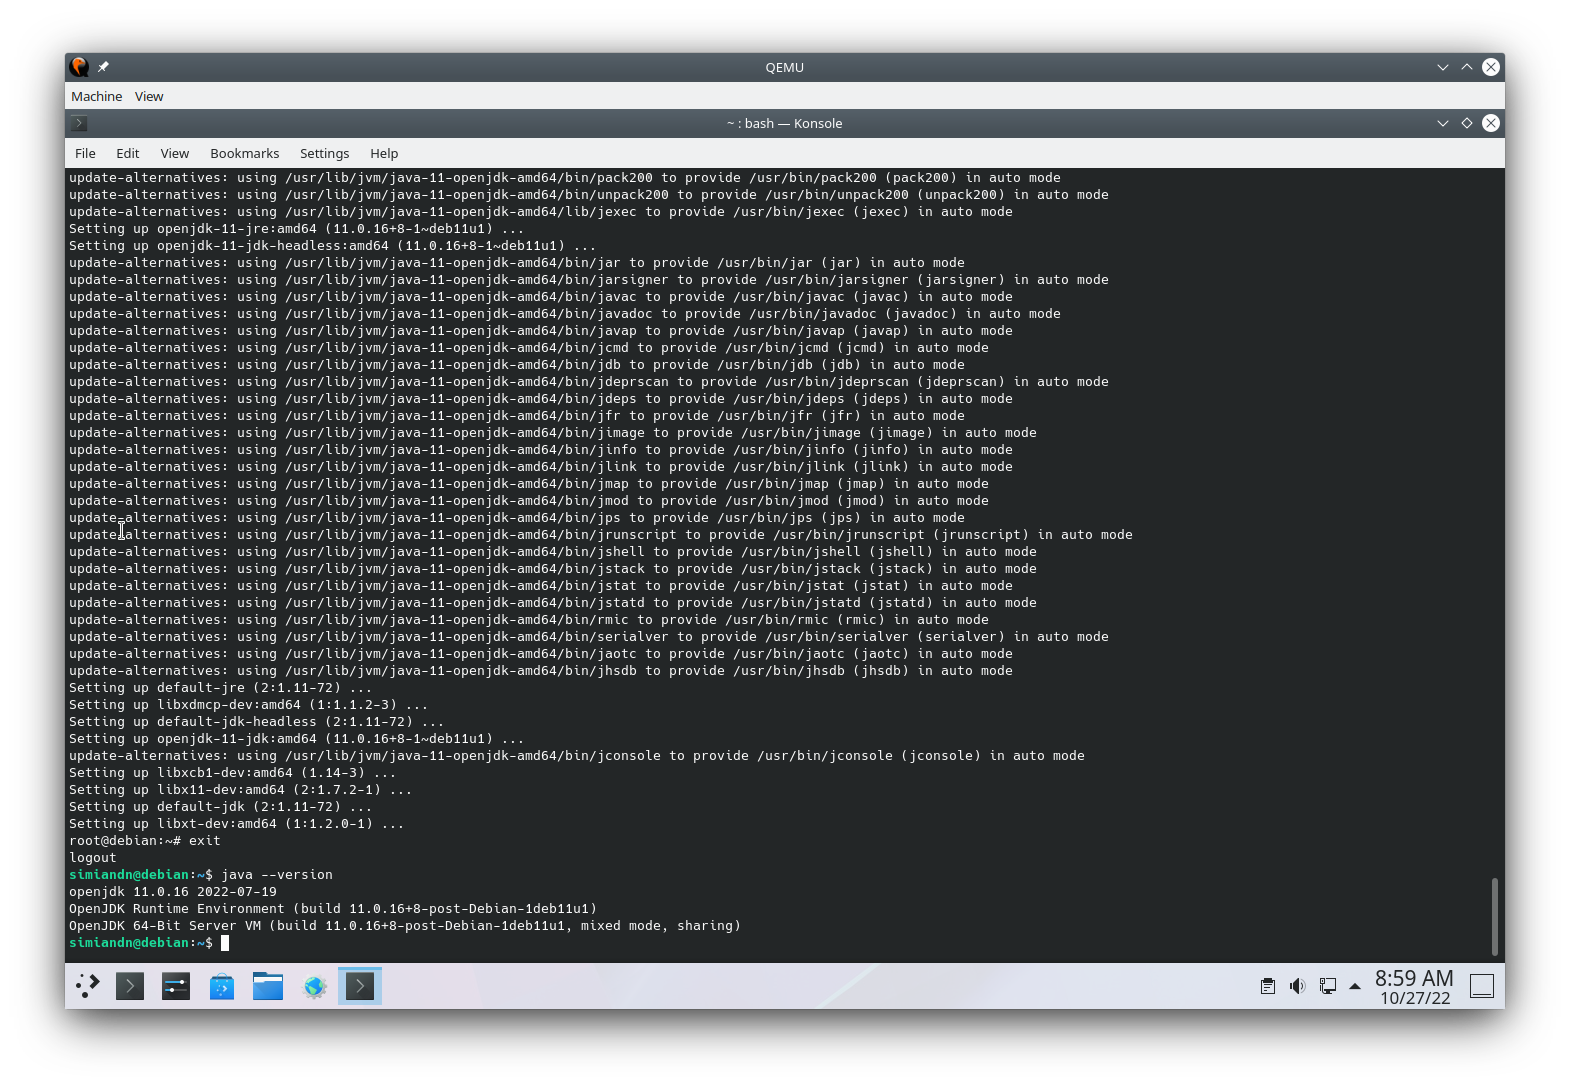 QEMU
Machine View
~ : bash — Konsole
File Edit View Bookmarks Settings Help
update-alternatives: using /usr/lib/jvm/java-11-openjdk-amd64/bin/pack200 to provide /usr/bin/pack200 (pack200) in auto mode
update-alternatives: using /usr/lib/jvm/java-11-openjdk-amd64/bin/unpack200 to provide /usr/bin/unpack200 (unpack200) in auto mode
update-alternatives: using /usr/lib/jvm/java-11-openjdk-amd64/lib/jexec to provide /usr/bin/jexec (jexec) in auto mode
Setting up openjdk-11-jre:amd64 (11.0.16+8-1~deb11u1) ...
Setting up openjdk-11-jdk-headless:amd64 (11.0.16+8-1~deb11u1) ...
update-alternatives: using /usr/lib/jvm/java-11-openjdk-amd64/bin/jar to provide /usr/bin/jar (jar) in auto mode
update-alternatives: using /usr/lib/jvm/java-11-openjdk-amd64/bin/jarsigner to provide /usr/bin/jarsigner (jarsigner) in auto mode
update-alternatives: using /usr/lib/jvm/java-11-openjdk-amd64/bin/javac to provide /usr/bin/javac (javac) in auto mode
update-alternatives: using /usr/lib/jvm/java-11-openjdk-amd64/bin/javadoc to provide /usr/bin/javadoc (javadoc) in auto mode
update-alternatives: using /usr/lib/jvm/java-11-openjdk-amd64/bin/javap to provide /usr/bin/javap (javap) in auto mode
update-alternatives: using /usr/lib/jvm/java-11-openjdk-amd64/bin/jcmd to provide /usr/bin/jcmd (jcmd) in auto mode
update-alternatives: using /usr/lib/jvm/java-11-openjdk-amd64/bin/jdb to provide /usr/bin/jdb (jdb) in auto mode
update-alternatives: using /usr/lib/jvm/java-11-openjdk-amd64/bin/jdeprscan to provide /usr/bin/jdeprscan (jdeprscan) in auto mode
update-alternatives: using /usr/lib/jvm/java-11-openjdk-amd64/bin/jdeps to provide /usr/bin/jdeps (jdeps) in auto mode
update-alternatives: using /usr/lib/jvm/java-11-openjdk-amd64/bin/jfr to provide /usr/bin/jfr (jfr) in auto mode
update-alternatives: using /usr/lib/jvm/java-11-openjdk-amd64/bin/jimage to provide /usr/bin/jimage (jimage) in auto mode
update-alternatives: using /usr/lib/jvm/java-11-openjdk-amd64/bin/jinfo to provide /usr/bin/jinfo (jinfo) in auto mode
update-alternatives: using /usr/lib/jvm/java-11-openjdk-amd64/bin/jlink to provide /usr/bin/jlink (jlink) in auto mode
update-alternatives: using /usr/lib/jvm/java-11-openjdk-amd64/bin/jmap to provide /usr/bin/jmap (jmap) in auto mode
update-alternatives: using /usr/lib/jvm/java-11-openjdk-amd64/bin/jmod to provide /usr/bin/jmod (jmod) in auto mode
update-alternatives: using /usr/lib/jvm/java-11-openjdk-amd64/bin/jps to provide /usr/bin/jps (jps) in auto mode
update-alternatives: using /usr/lib/jvm/java-11-openjdk-amd64/bin/jrunscript to provide /usr/bin/jrunscript (jrunscript) in auto mode
update-alternatives: using /usr/lib/jvm/java-11-openjdk-amd64/bin/jshell to provide /usr/bin/jshell (jshell) in auto mode
update-alternatives: using /usr/lib/jvm/java-11-openjdk-amd64/bin/jstack to provide /usr/bin/jstack (jstack) in auto mode
update-alternatives: using /usr/lib/jvm/java-11-openjdk-amd64/bin/jstat to provide /usr/bin/jstat (jstat) in auto mode
update-alternatives: using /usr/lib/jvm/java-11-openjdk-amd64/bin/jstatd to provide /usr/bin/jstatd (jstatd) in auto mode
update-alternatives: using /usr/lib/jvm/java-11-openjdk-amd64/bin/rmic to provide /usr/bin/rmic (rmic) in auto mode
update-alternatives: using /usr/lib/jvm/java-11-openjdk-amd64/bin/serialver to provide /usr/bin/serialver (serialver) in auto mode
update-alternatives: using /usr/lib/jvm/java-11-openjdk-amd64/bin/jaotc to provide /usr/bin/jaotc (jaotc) in auto mode
update-alternatives: using /usr/lib/jvm/java-11-openjdk-amd64/bin/jhsdb to provide /usr/bin/jhsdb (jhsdb) in auto mode
Setting up default-jre (2:1.11-72) ...
Setting up libxdmcp-dev:amd64 (1:1.1.2-3) ...
Setting up default-jdk-headless (2:1.11-72) ...
Setting up openjdk-11-jdk:amd64 (11.0.16+8-1~deb11u1) ...
update-alternatives: using /usr/lib/jvm/java-11-openjdk-amd64/bin/jconsole to provide /usr/bin/jconsole (jconsole) in auto mode
Setting up libxcb1-dev:amd64 (1.14-3) ...
Setting up libx11-dev:amd64 (2:1.7.2-1) ...
Setting up default-jdk (2:1.11-72) ...
Setting up libxt-dev:amd64 (1:1.2.0-1) ...
root@debian:~# exit
logout
simiandn@debian:~$ java --version
openjdk 11.0.16 2022-07-19
OpenJDK Runtime Environment (build 11.0.16+8-post-Debian-1deb11u1)
OpenJDK 64-Bit Server VM (build 11.0.16+8-post-Debian-1deb11u1, mixed mode, sharing)
simiandn@debian:~$
8:59 AM
10/27/22